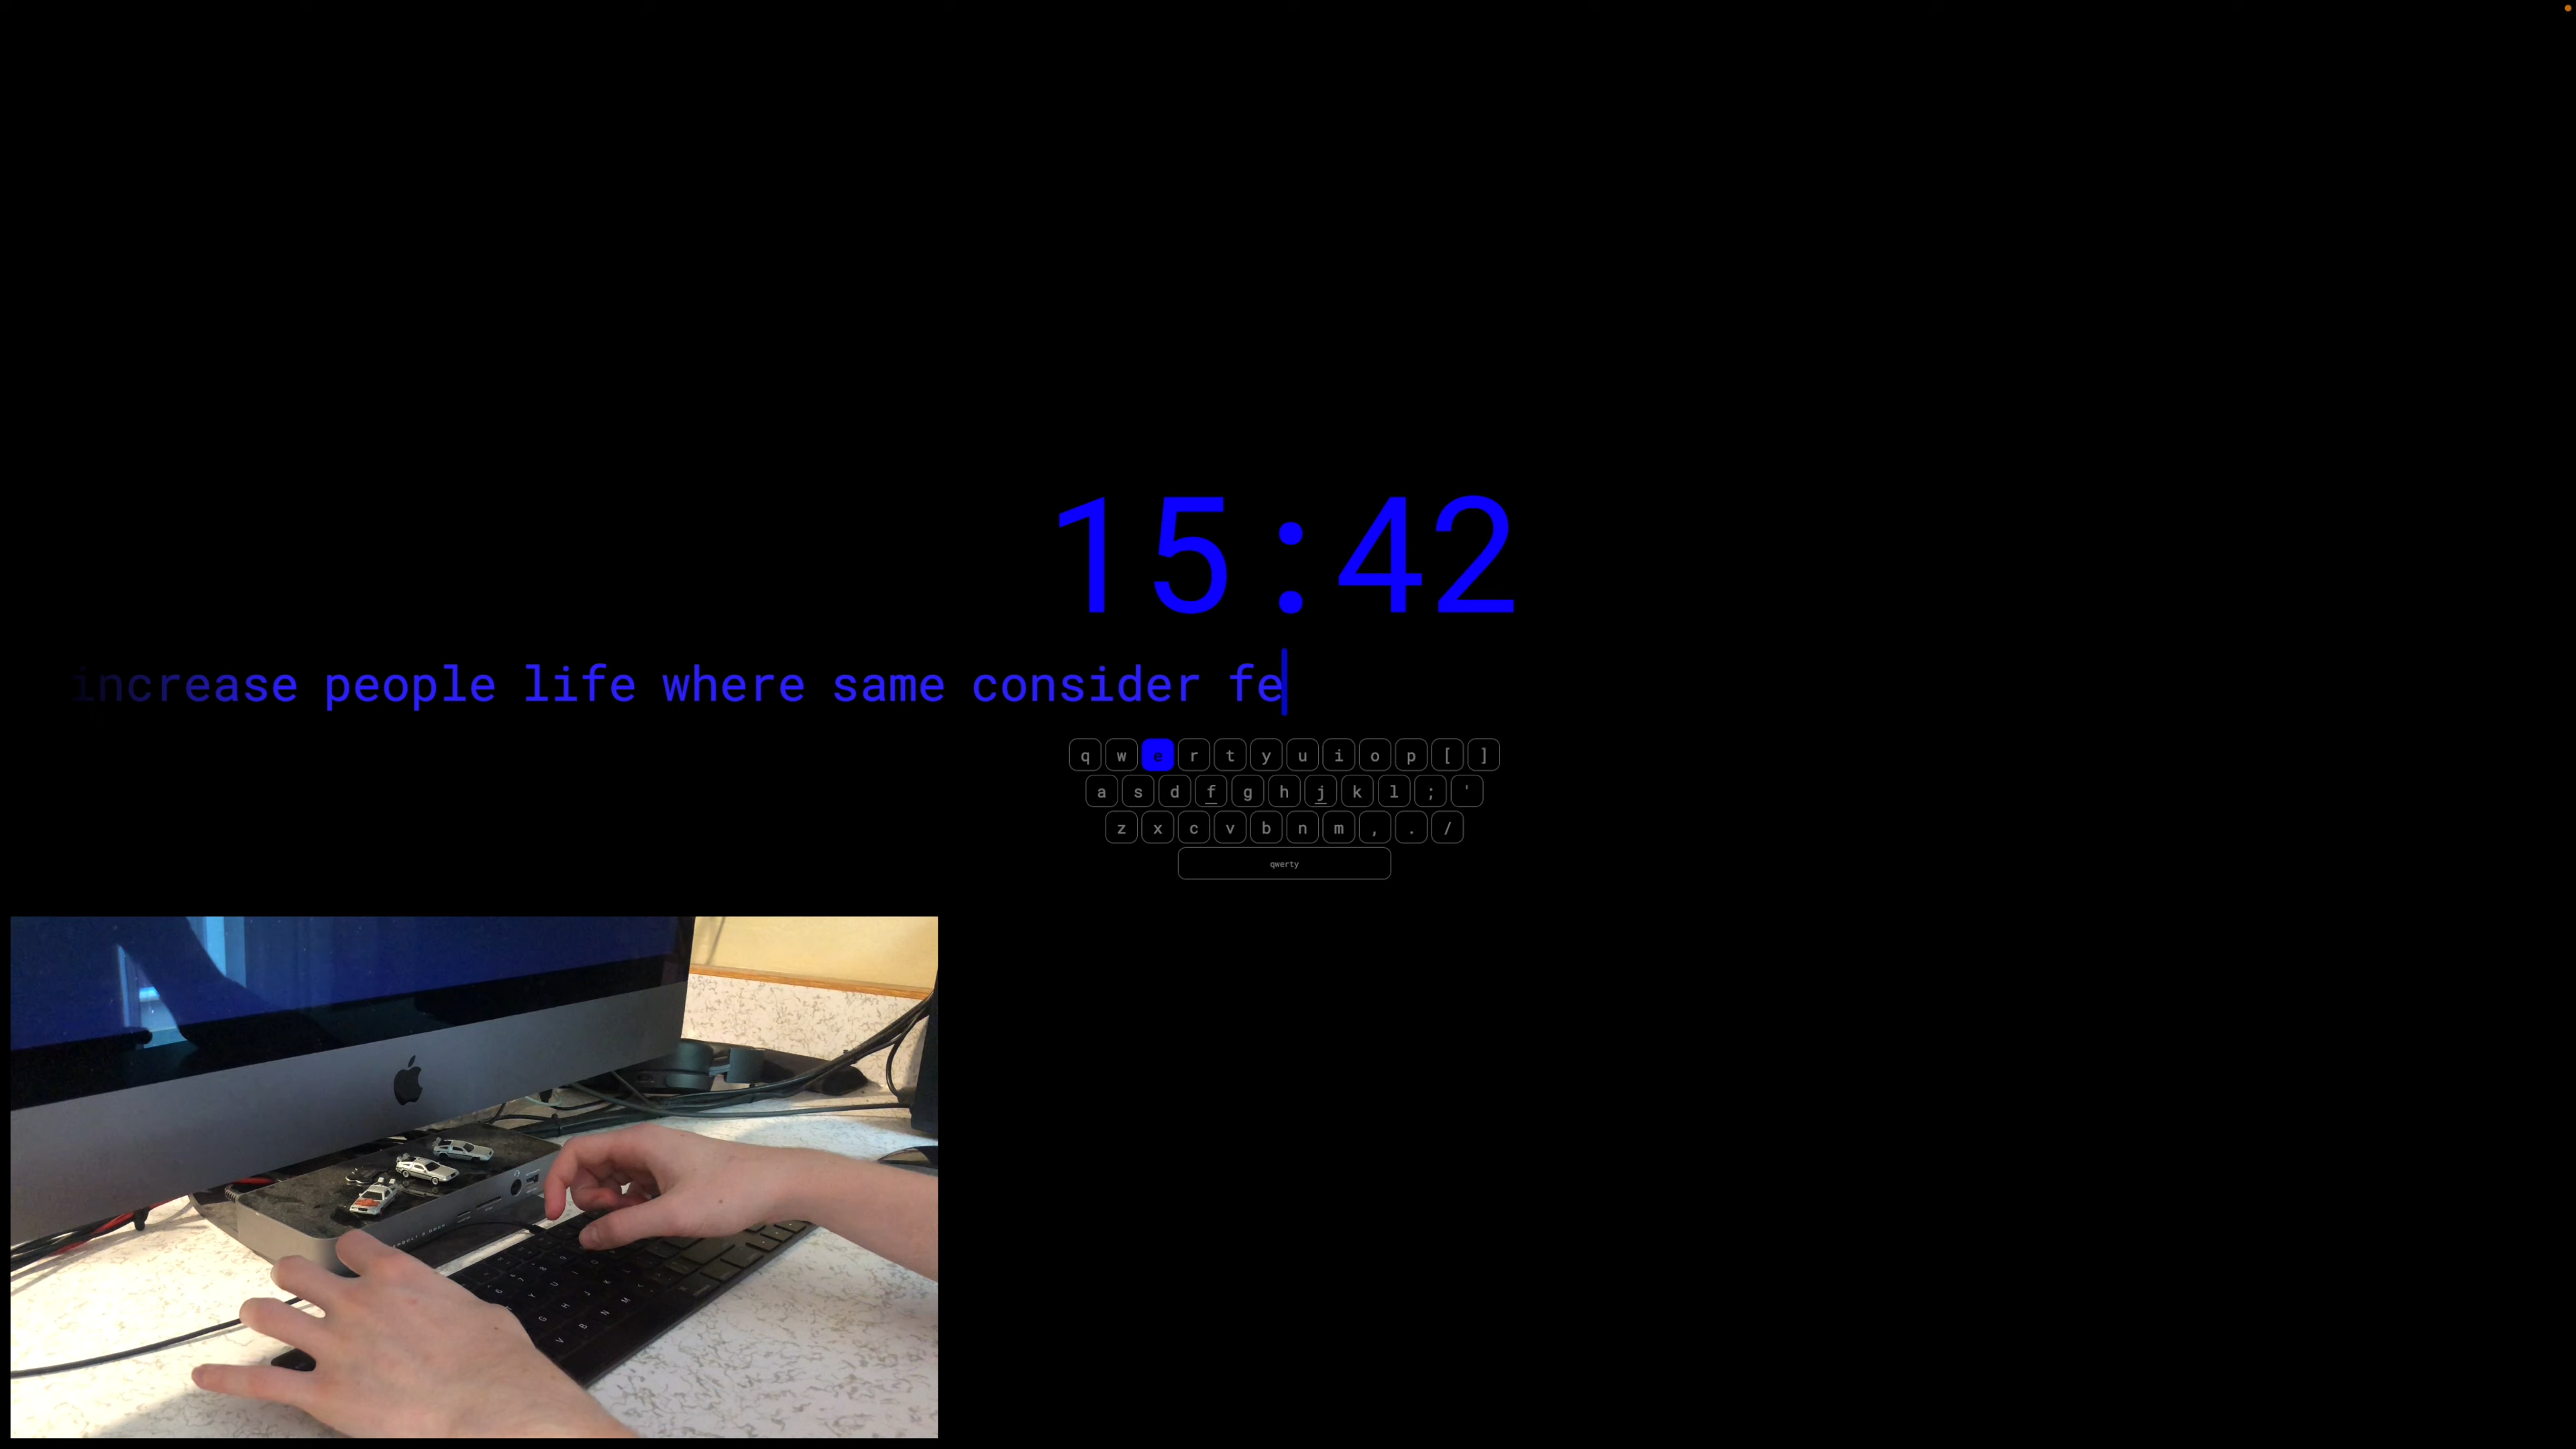 15:42
increase people life where same consider fe
q w e r t y u i o p [ ]
a s d f g h j k l ; '
z x c v b n m , . /
qwerty